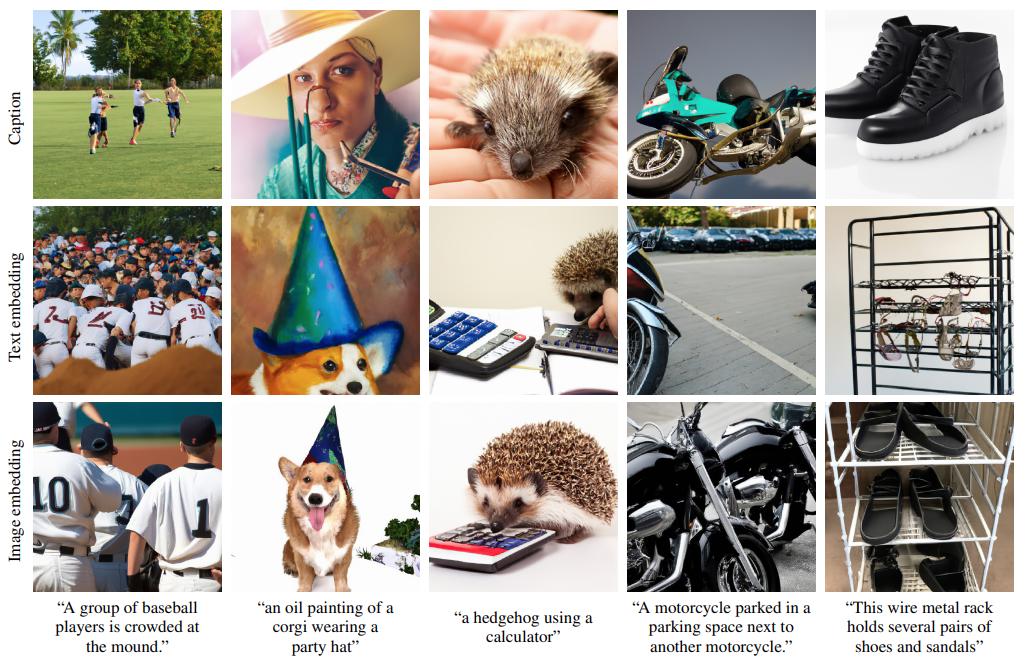 Caption
Text embedding
Image embedding
10
1
“A group of baseball
players is crowded at
the mound.”
“an oil painting of a
corgi wearing a
party hat”
“a hedgehog using a
calculator”
“A motorcycle parked in a
parking space next to
another motorcycle.”
“This wire metal rack
holds several pairs of
shoes and sandals”